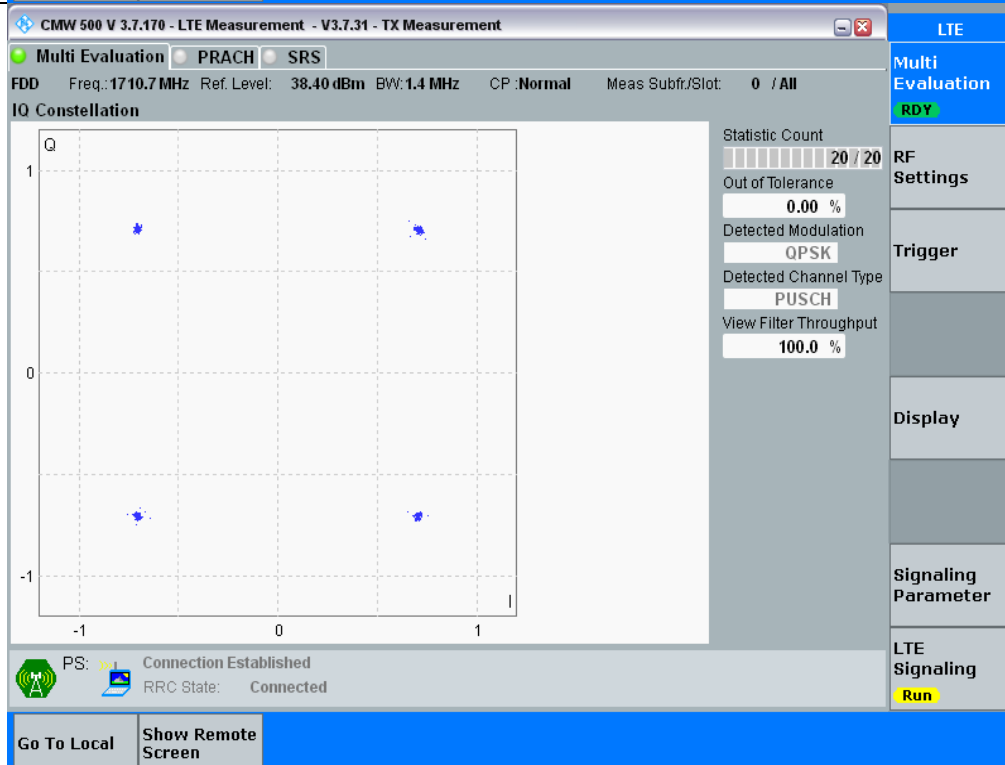 CMW 500 V 3.7.170 - LTE Measurement - V3.7.31 - TX Measurement
LTE
Multi Evaluation PRACH SRS
Multi
Evaluation
RDY
FDD Freq.:1710.7 MHz Ref. Level: 38.40 dBm BW:1.4 MHz CP :Normal Meas Subfr./Slot: 0 / All
IQ Constellation
Q
1
0
-1
I
-1 0 1
Statistic Count
20 / 20
Out of Tolerance
0.00 %
Detected Modulation
QPSK
Detected Channel Type
PUSCH
View Filter Throughput
100.0 %
RF
Settings
Trigger
Display
Signaling
Parameter
LTE
Signaling
Run
PS: Connection Established
RRC State: Connected
Go To Local
Show Remote
Screen